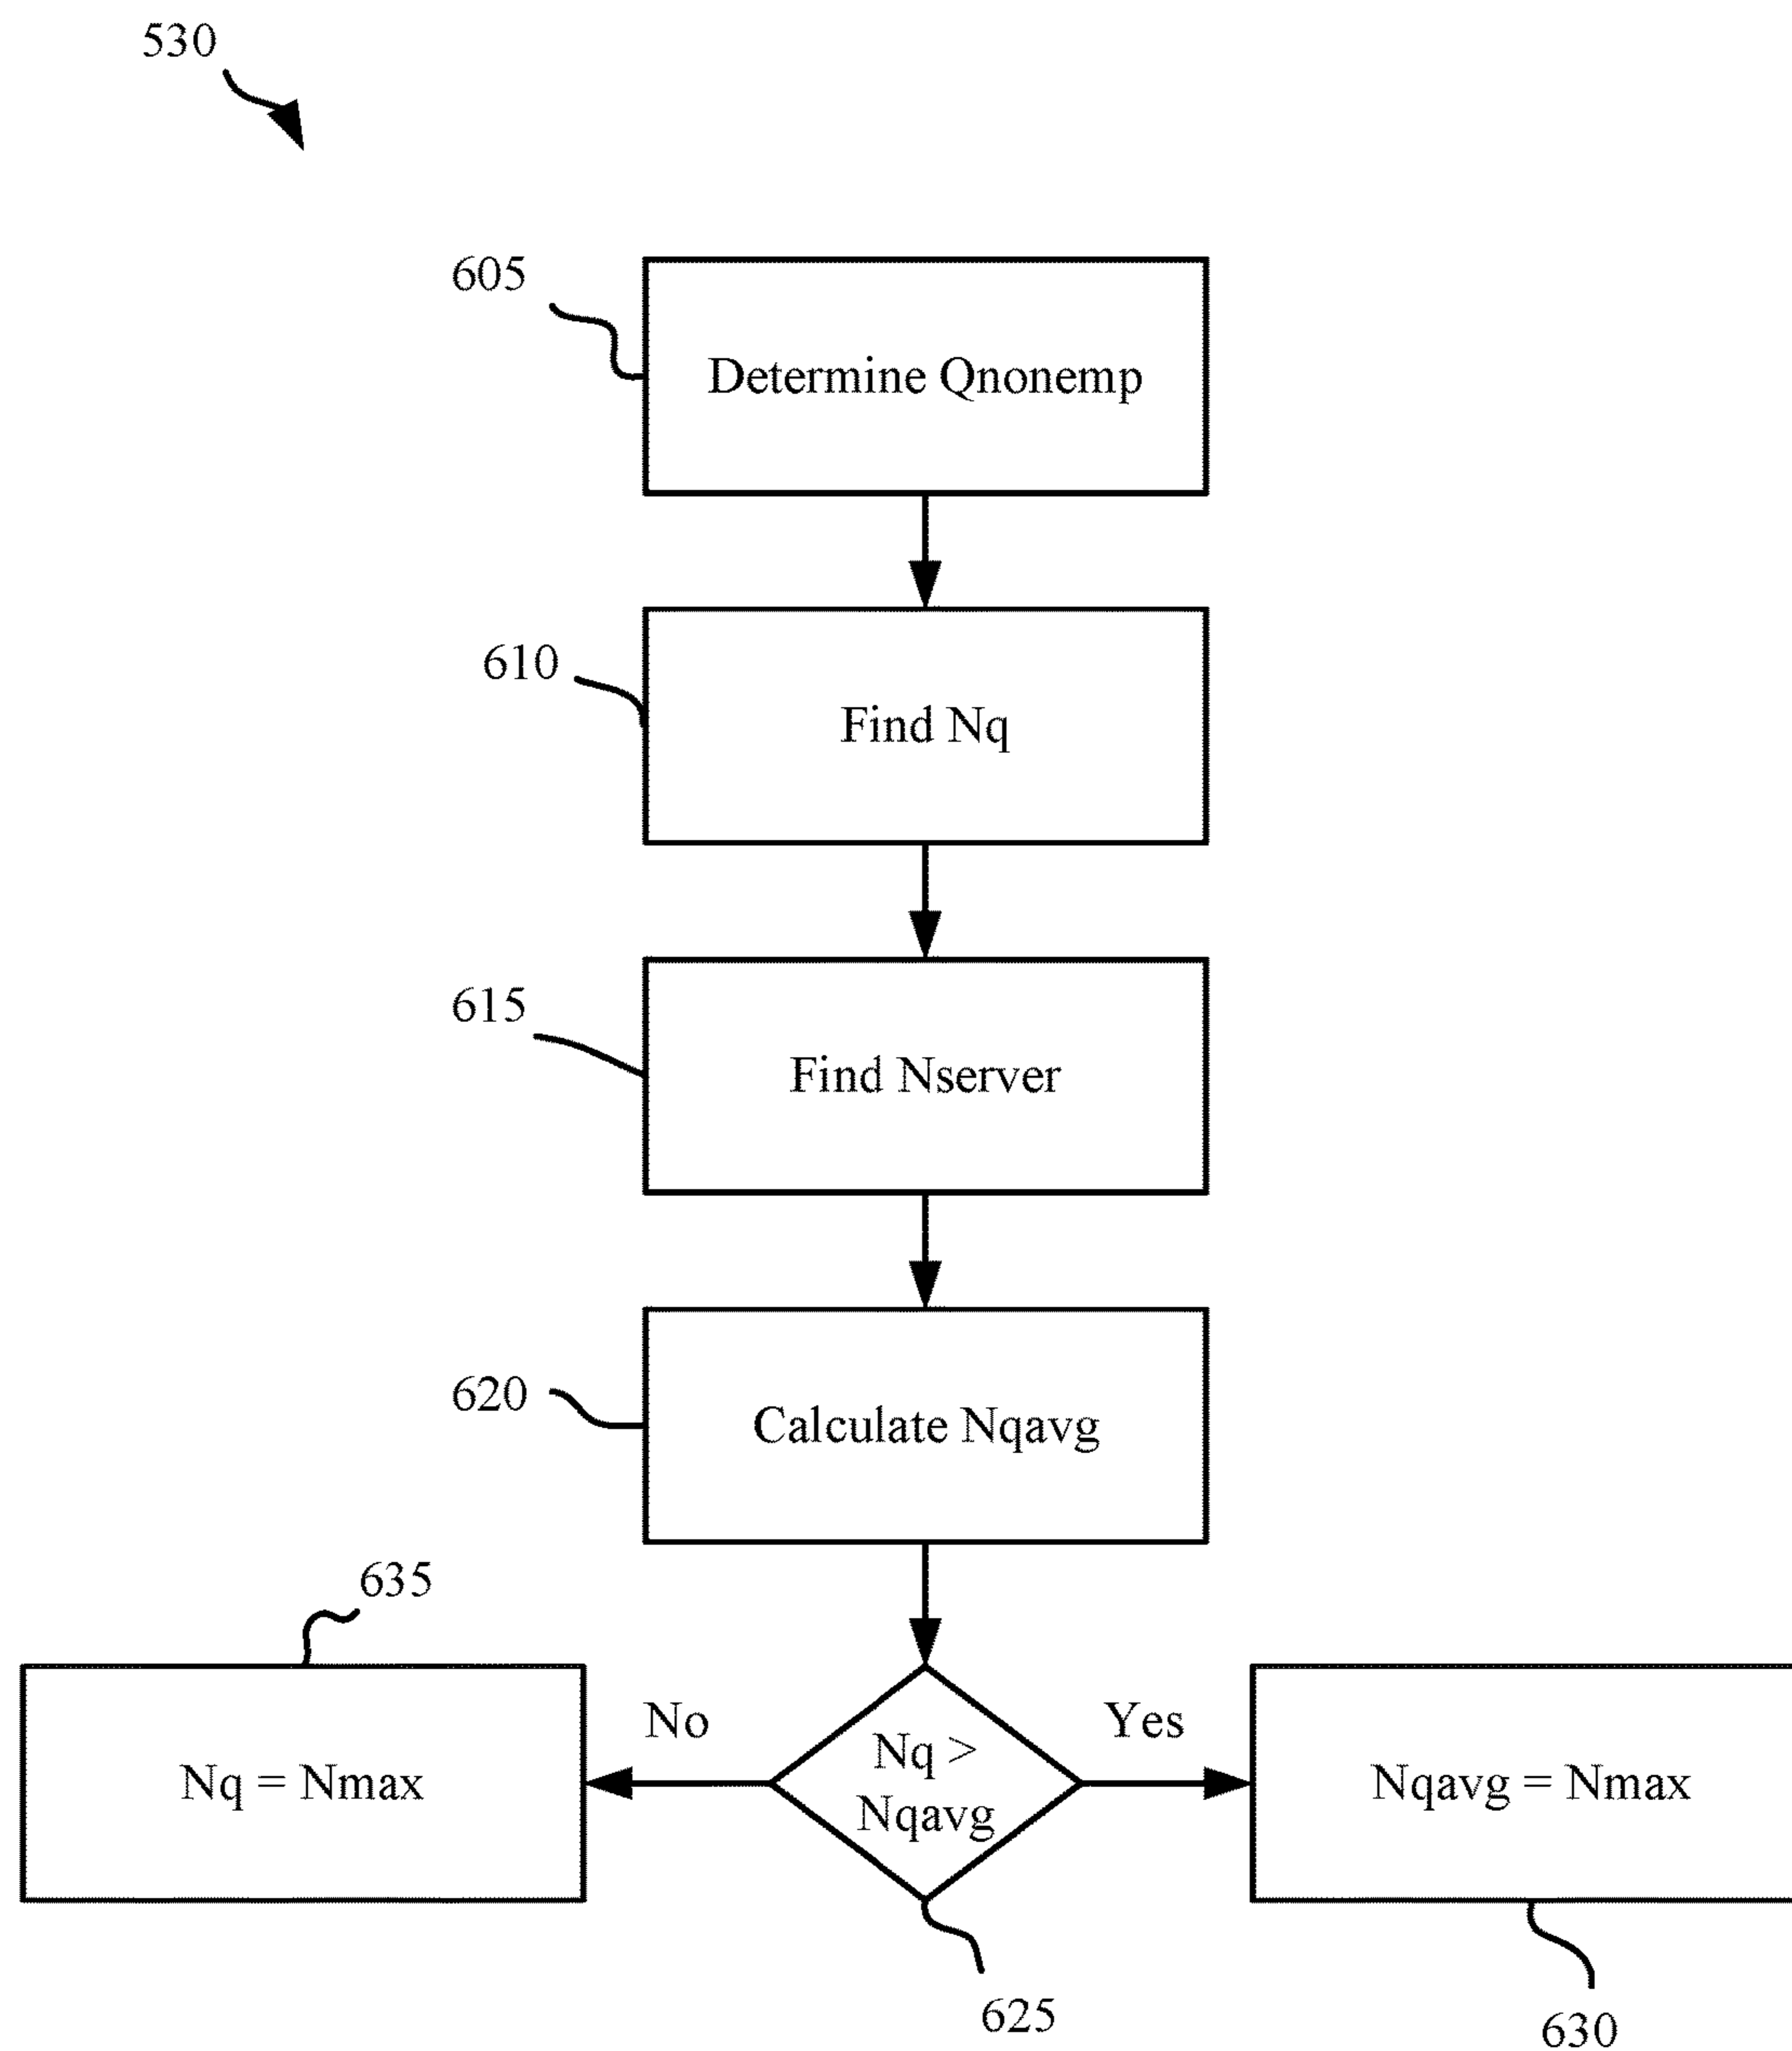 530
605
Determine Qnonemp
610
Find Nq
615
Find Nserver
620
Calculate Nqavg
635
No
Yes
Nq = Nmax
Nq >
Nqavg
Nqavg = Nmax
625
630